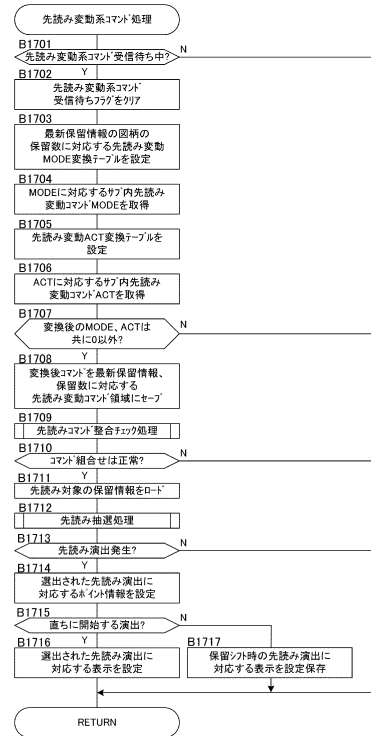 先読み変動系コマンド処理
B1701
先読み変動系コマンド受信待ち中?
N
Y
B1702
先読み変動系コマンド
受信待ちフラグをクリア
B1703
最新保留情報の図柄の
保留数に対応する先読み変動
MODE変換テーブルを設定
B1704
MODEに対応するサブ内先読み
変動コマンドMODEを取得
B1705
先読み変動ACT変換テーブルを
設定
B1706
ACTに対応するサブ内先読み
変動コマンドACTを取得
B1707
変換後のMODE、ACTは
共に0以外?
N
Y
B1708
変換後コマンドを最新保留情報、
保留数に対応する
先読み変動コマンド領域にセーブ
B1709
先読みコマンド整合チェック処理
B1710
コマンド組合せは正常?
N
Y
B1711
先読み対象の保留情報をロード
B1712
先読み抽選処理
B1713
先読み演出発生?
N
Y
B1714
選出された先読み演出に
対応するポイント情報を設定
B1715
直ちに開始する演出?
N
Y
B1716
選出された先読み演出に
対応する表示を設定
B1717
保留シフト時の先読み演出に
対応する表示を設定保存
RETURN